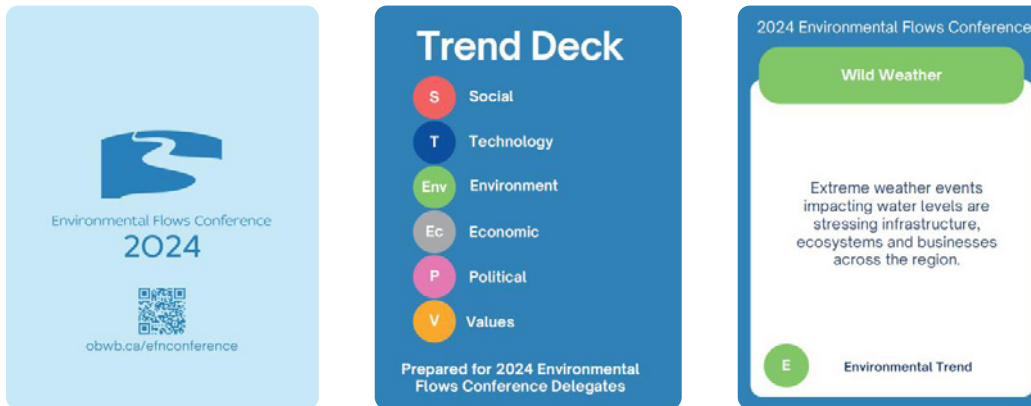 Environmental Flows Conference
2024
obwb.ca/efnconference
Trend Deck
S Social
T Technology
Env Environment
Ec Economic
P Political
V Values
Prepared for 2024 Environmental
Flows Conference Delegates
2024 Environmental Flows Conference
Wild Weather
Extreme weather events
impacting water levels are
stressing infrastructure,
ecosystems and businesses
across the region.
E Environmental Trend